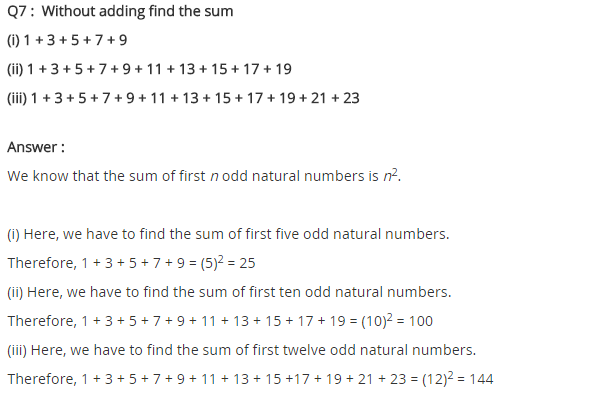 Q7 : Without adding find the sum
(i) 1 + 3 + 5 + 7 + 9
(ii) 1 + 3 + 5 + 7 + 9 + 11 + 13 + 15 + 17 + 19
(iii) 1 + 3 + 5 + 7 + 9 + 11 + 13 + 15 + 17 + 19 + 21 + 23
Answer :
We know that the sum of first n odd natural numbers is n².
(i) Here, we have to find the sum of first five odd natural numbers.
Therefore, 1 + 3 + 5 + 7 + 9 = (5)² = 25
(ii) Here, we have to find the sum of first ten odd natural numbers.
Therefore, 1 + 3 + 5 + 7 + 9 + 11 + 13 + 15 + 17 + 19 = (10)² = 100
(iii) Here, we have to find the sum of first twelve odd natural numbers.
Therefore, 1 + 3 + 5 + 7 + 9 + 11 + 13 + 15 +17 + 19 + 21 + 23 = (12)² = 144